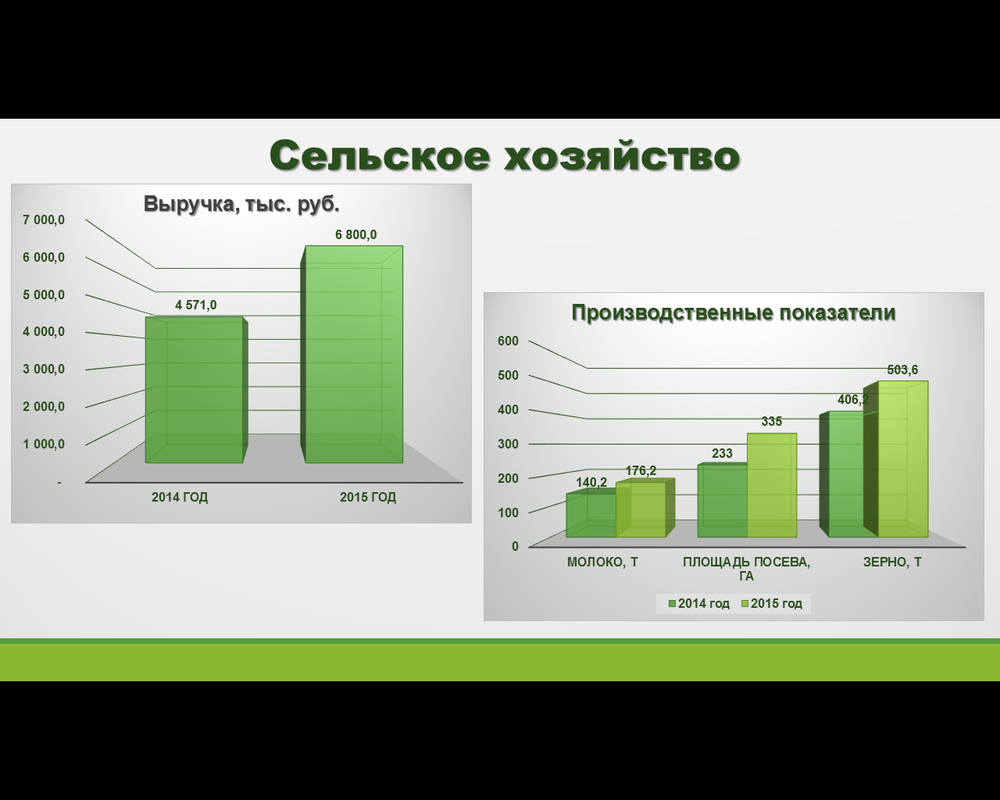 Сельское хозяйство
Выручка, тыс. руб.
7 000,0
6 000,0
5 000,0
4 000,0
3 000,0
2 000,0
1 000,0
-
4 571,0
6 800,0
2014 ГОД
2015 ГОД
Производственные показатели
600
500
400
300
200
100
0
140,2
176,2
233
335
406,2
503,6
МОЛОКО, Т
ПЛОЩАДЬ ПОСЕВА,
ГА
ЗЕРНО, Т
2014 год
2015 год